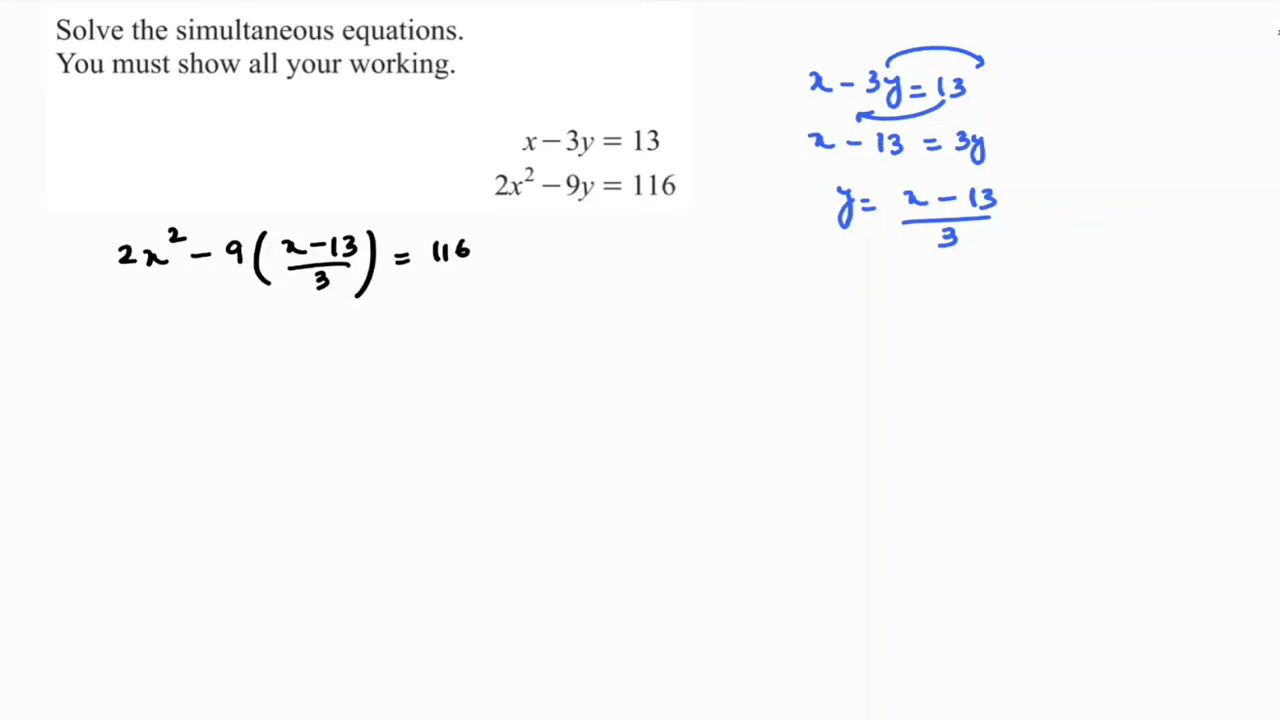 Solve the simultaneous equations.
You must show all your working.
x − 3y = 13
2x² − 9y = 116
2x² − 9(x−13/3) = 116
x − 3y = 13
x − 13 = 3y
y = x − 13/3